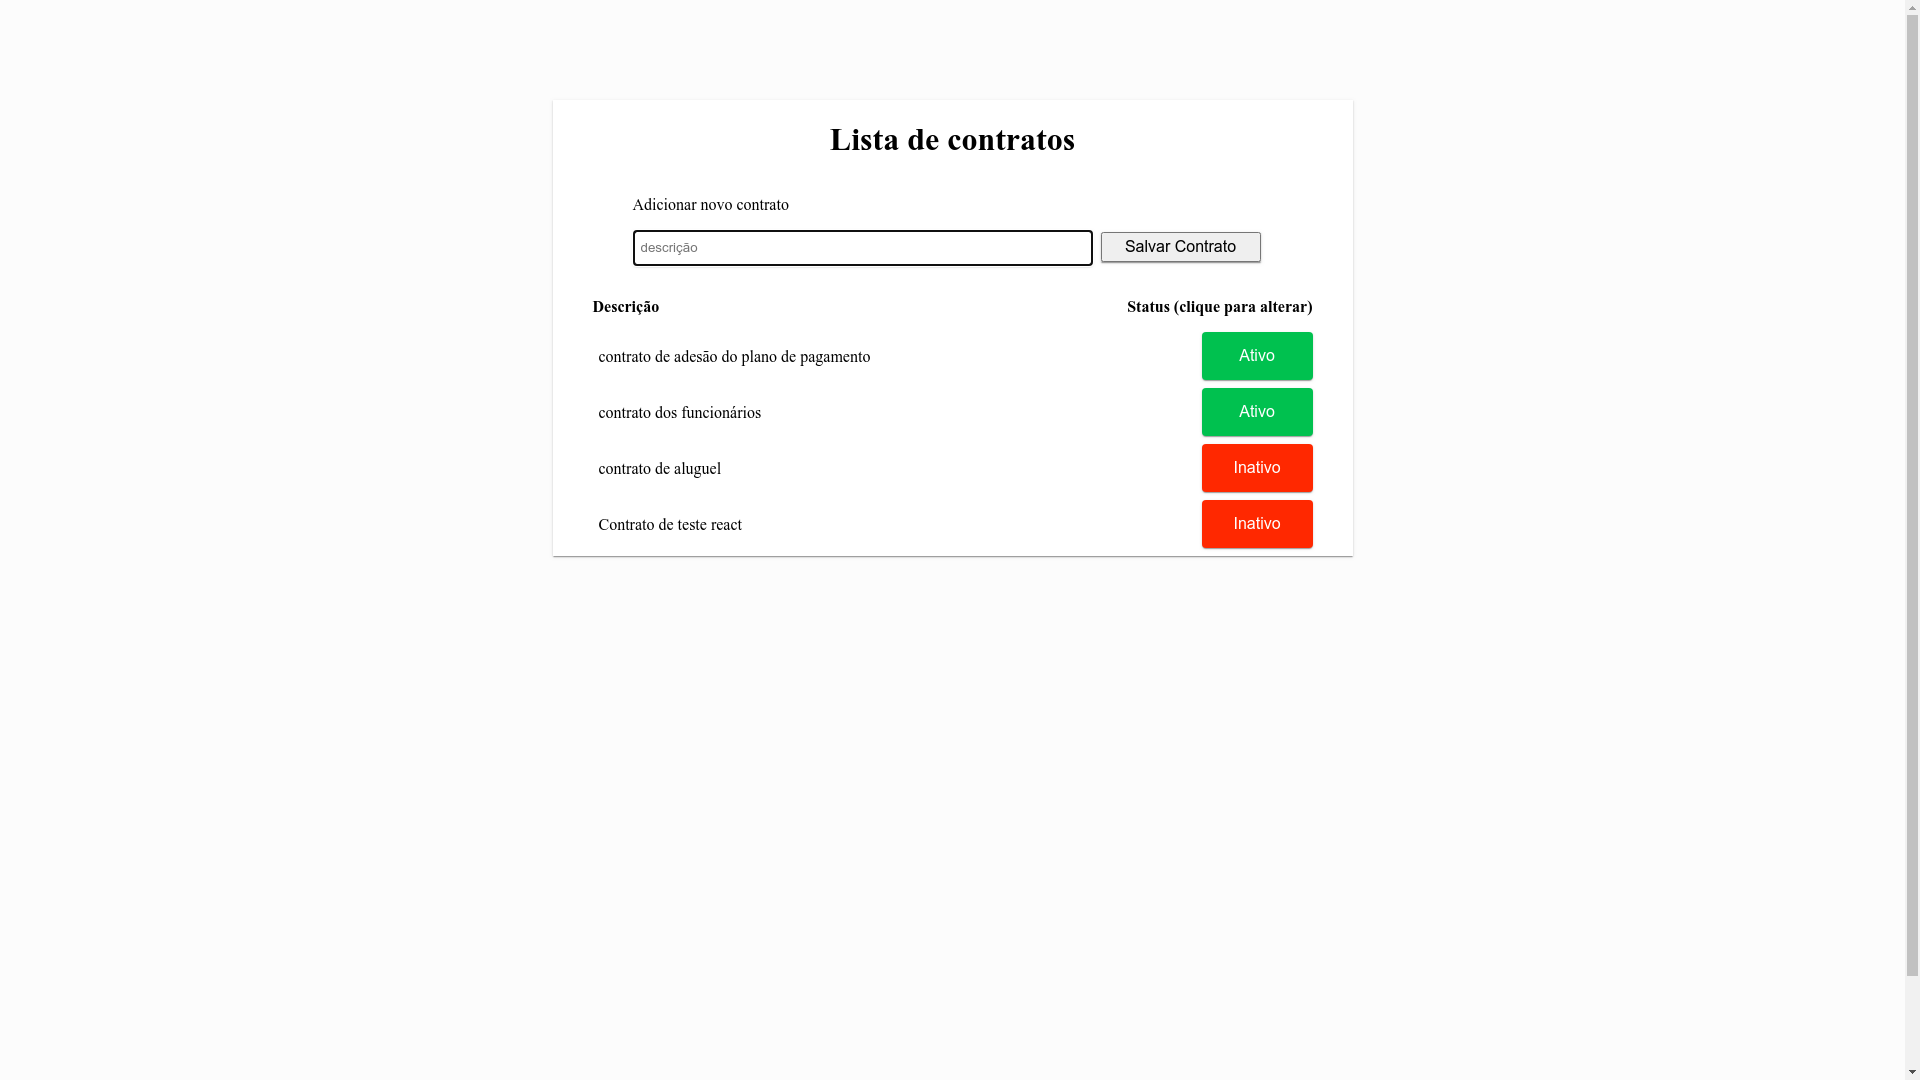 Lista de contratos
Adicionar novo contrato
descrição
Salvar Contrato
Descrição
Status (clique para alterar)
contrato de adesão do plano de pagamento
Ativo
contrato dos funcionários
Ativo
contrato de aluguel
Inativo
Contrato de teste react
Inativo